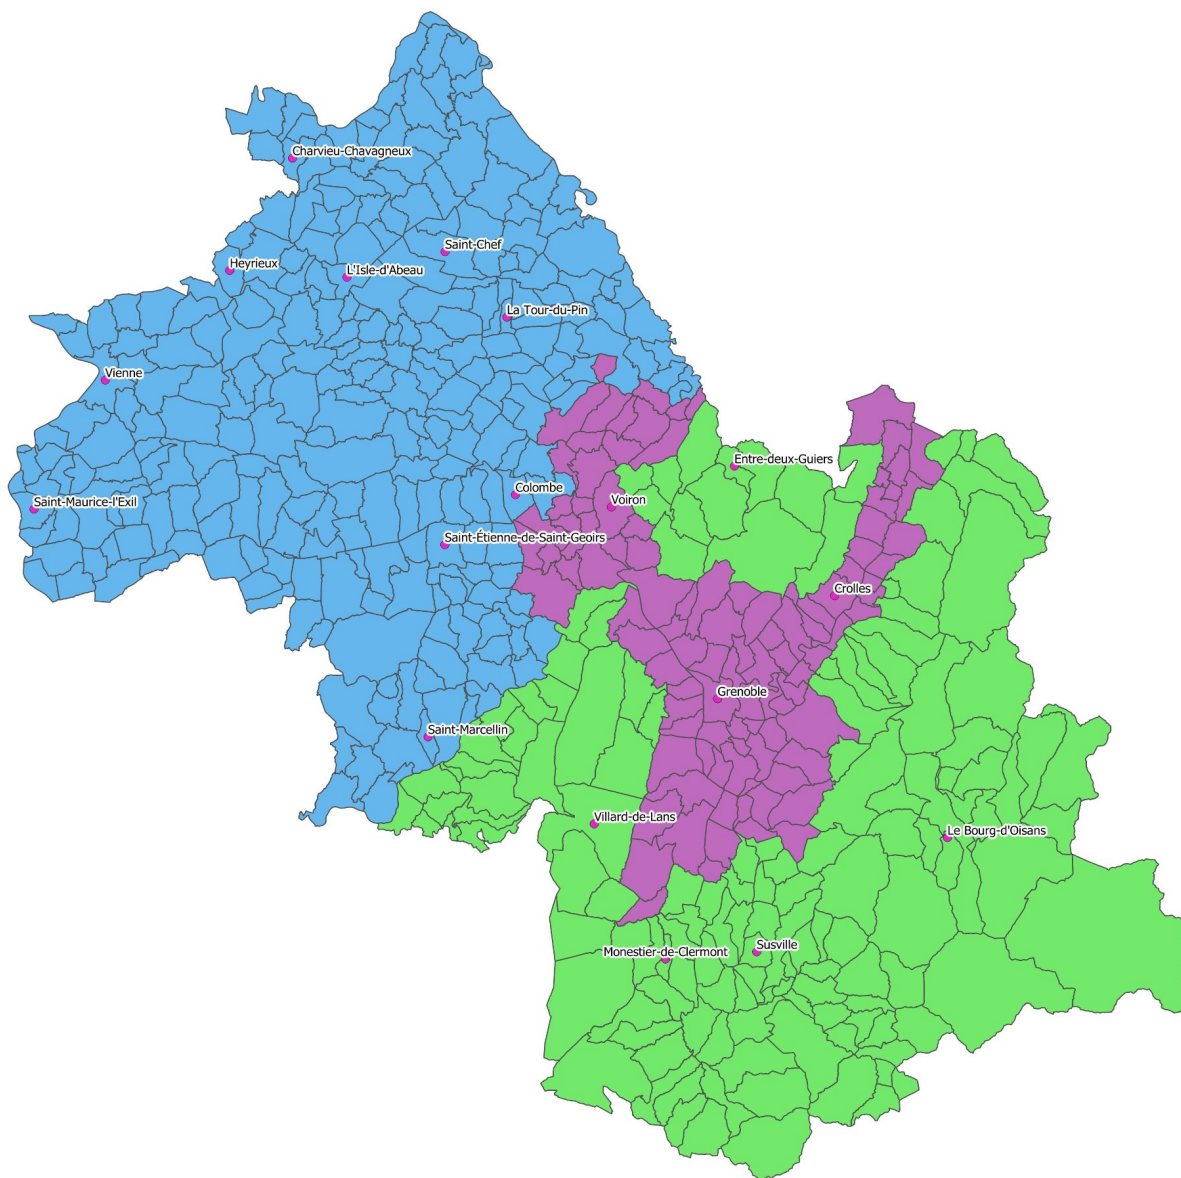 Charvieu-Chavagneux
Saint-Chef
Heyrieux
L'Isle-d'Abeau
La Tour-du-Pin
Vienne
Entre-deux-Guiers
Colombe
Saint-Maurice-l'Exil
Voiron
Saint-Étienne-de-Saint-Geoirs
Crolles
Grenoble
Saint-Marcellin
Villard-de-Lans
Le Bourg-d'Oisans
Susville
Monestier-de-Clermont